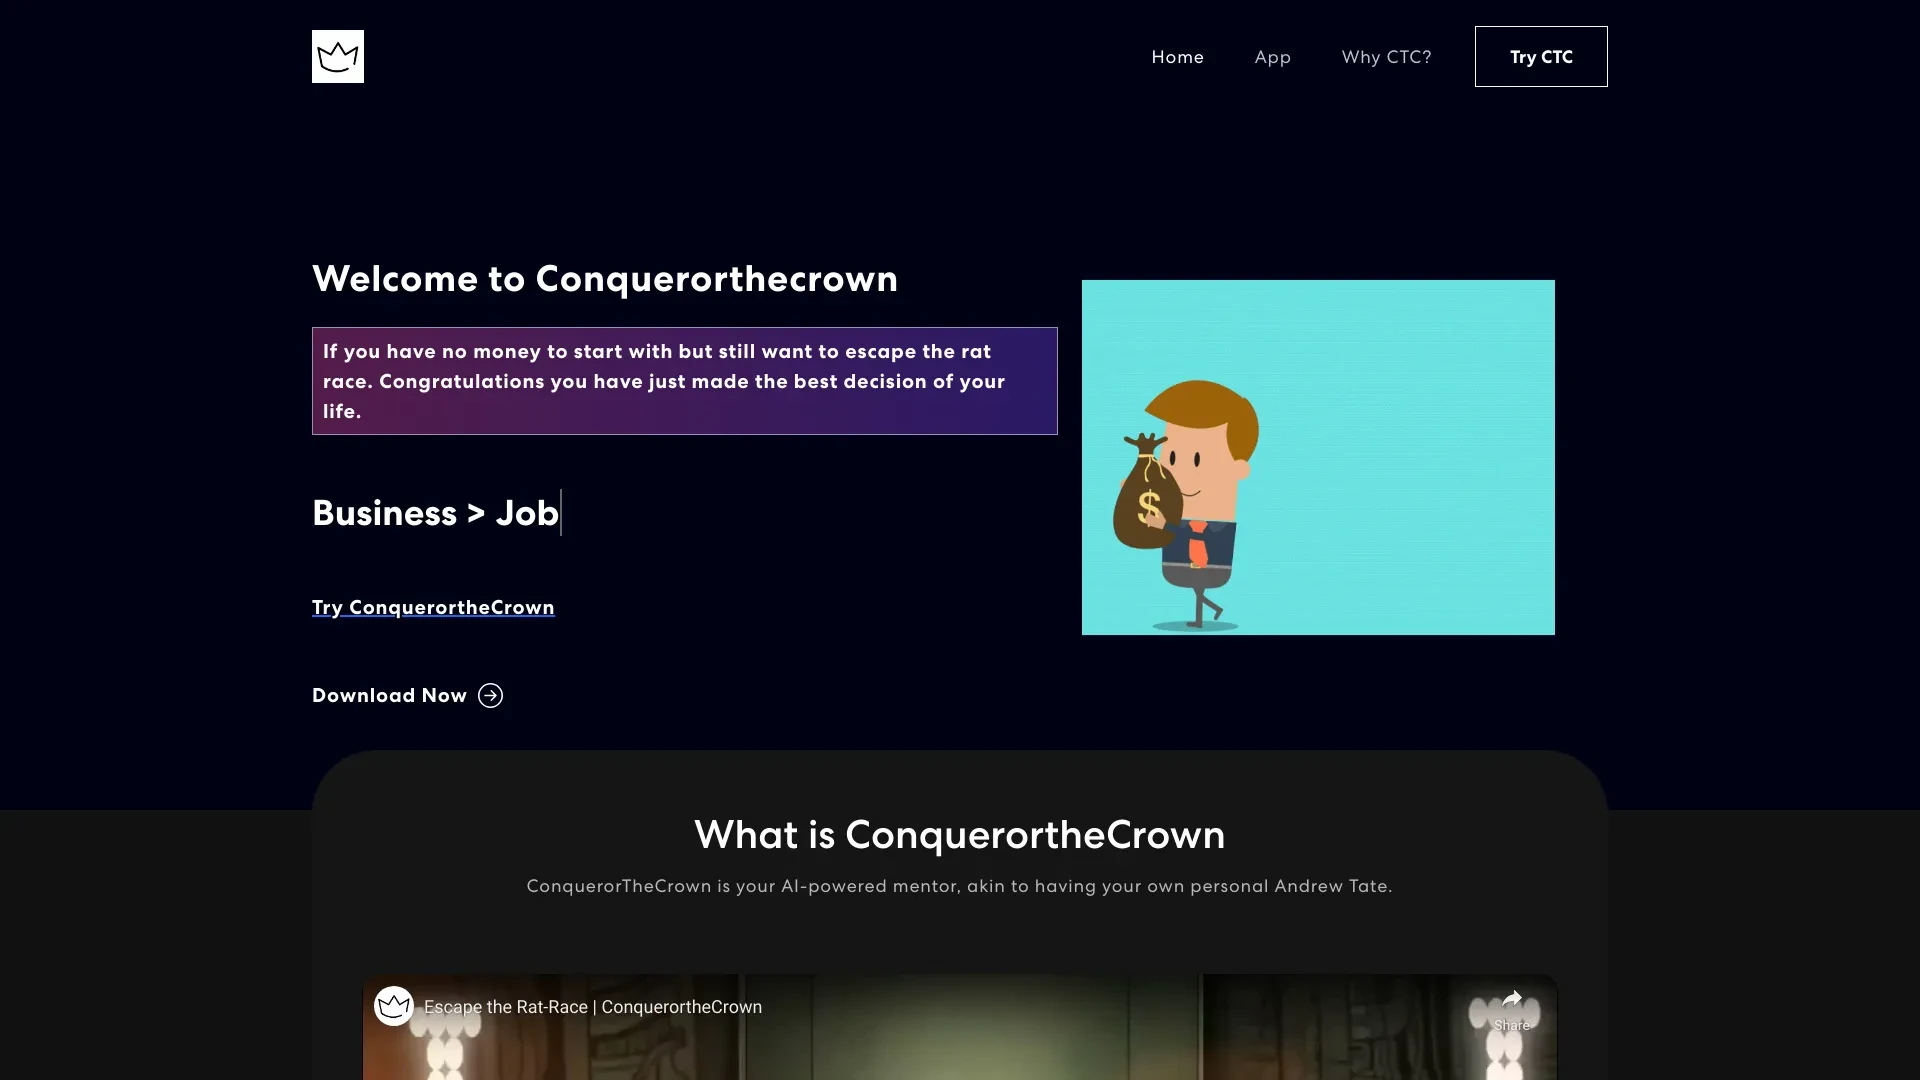 Home
App
Why CTC?
Try CTC
Welcome to Conquerorthecrown
If you have no money to start with but still want to escape the rat
race. Congratulations you have just made the best decision of your
life.
Business > Job
$
Try ConquerortheCrown
Download Now
What is ConquerortheCrown
ConquerorTheCrown is your AI-powered mentor, akin to having your own personal Andrew Tate.
Escape the Rat-Race | ConquerortheCrown
Share